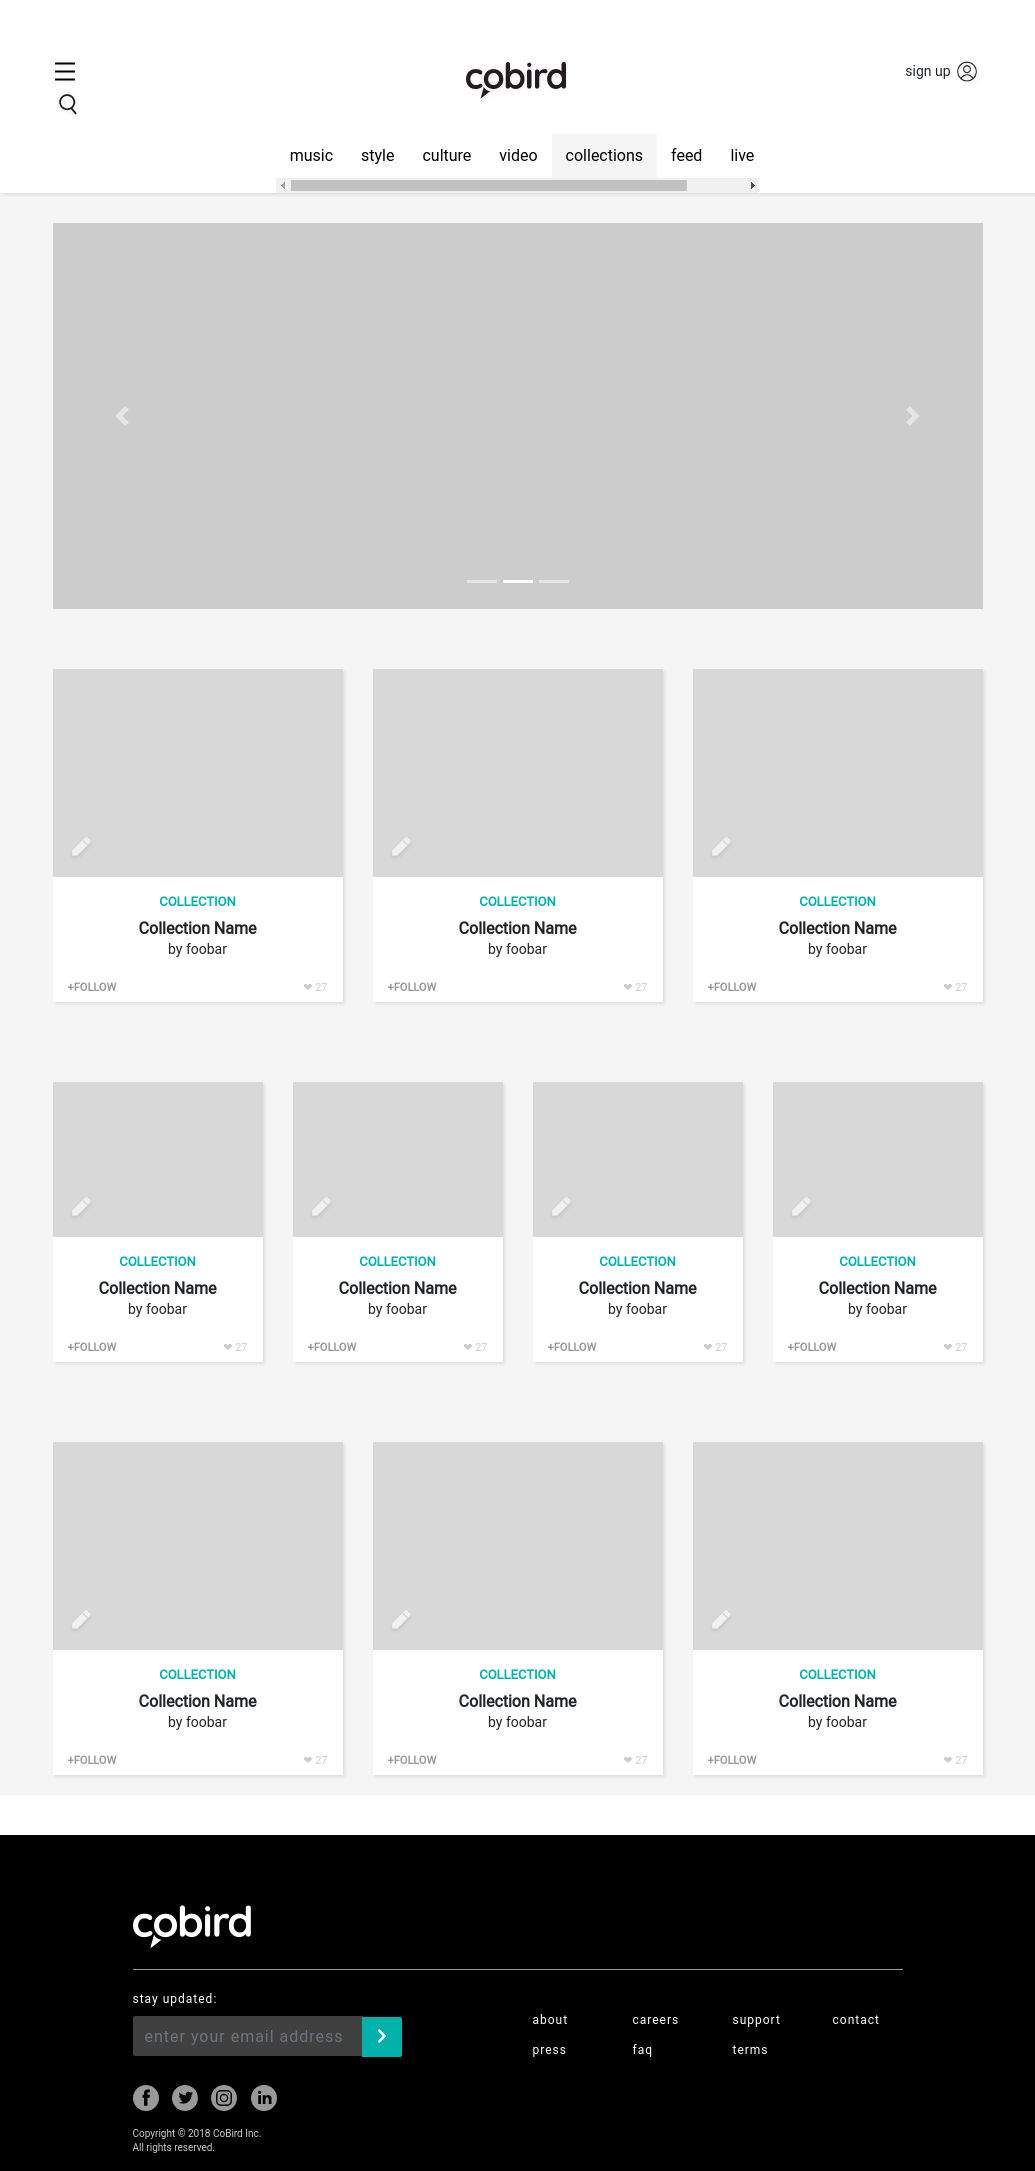 cobird
sign up
music style culture video collections feed live
COLLECTION COLLECTION COLLECTION
Collection Name Collection Name Collection Name
by foobar by foobar by foobar
+FOLLOW ❤ 27 +FOLLOW ❤ 27 +FOLLOW ❤ 27
COLLECTION COLLECTION COLLECTION COLLECTION
Collection Name Collection Name Collection Name Collection Name
by foobar by foobar by foobar by foobar
+FOLLOW ❤ 27 +FOLLOW ❤ 27 +FOLLOW ❤ 27 +FOLLOW ❤ 27
COLLECTION COLLECTION COLLECTION
Collection Name Collection Name Collection Name
by foobar by foobar by foobar
+FOLLOW ❤ 27 +FOLLOW ❤ 27 +FOLLOW ❤ 27
cobird
stay updated:
enter your email address
about careers support contact
press faq terms
Copyright © 2018 CoBird Inc.
All rights reserved.